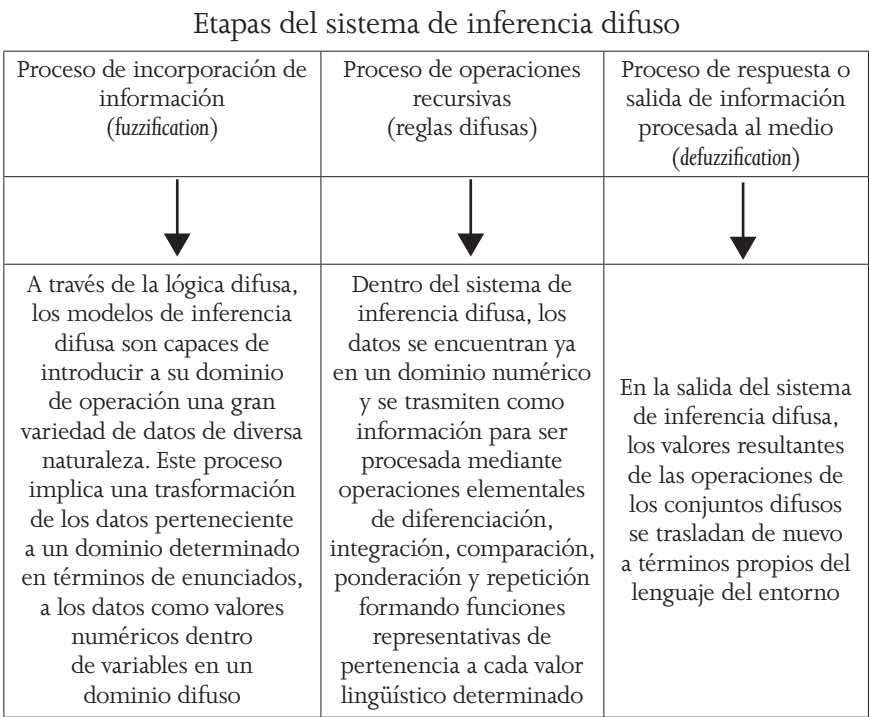 Etapas del sistema de inferencia difuso
Proceso de incorporación de
información
(fuzzification)
Proceso de operaciones
recursivas
(reglas difusas)
Proceso de respuesta o
salida de información
procesada al medio
(defuzzification)
A través de la lógica difusa,
los modelos de inferencia
difusa son capaces de
introducir a su dominio
de operación una gran
variedad de datos de diversa
naturaleza. Este proceso
implica una trasformación
de los datos perteneciente
a un dominio determinado
en términos de enunciados,
a los datos como valores
numéricos dentro
de variables en un
dominio difuso
Dentro del sistema de
inferencia difusa, los
datos se encuentran ya
en un dominio numérico
y se trasmiten como
información para ser
procesada mediante
operaciones elementales
de diferenciación,
integración, comparación,
ponderación y repetición
formando funciones
representativas de
pertenencia a cada valor
lingüístico determinado
En la salida del sistema
de inferencia difusa,
los valores resultantes
de las operaciones de
los conjuntos difusos
se trasladan de nuevo
a términos propios del
lenguaje del entorno